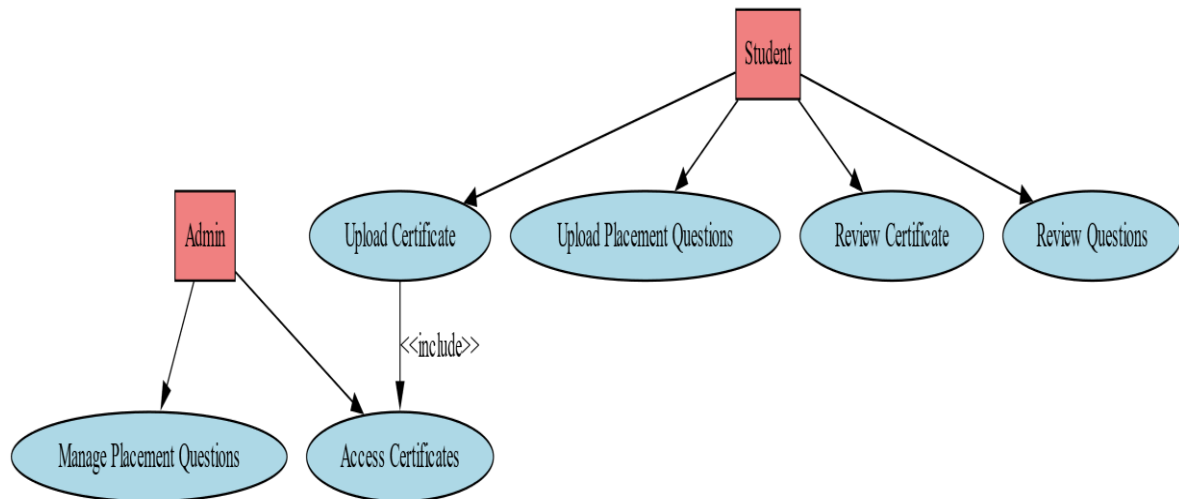 Student
Admin
Upload Certificate
Upload Placement Questions
Review Certificate
Review Questions
<<include>>
Manage Placement Questions
Access Certificates